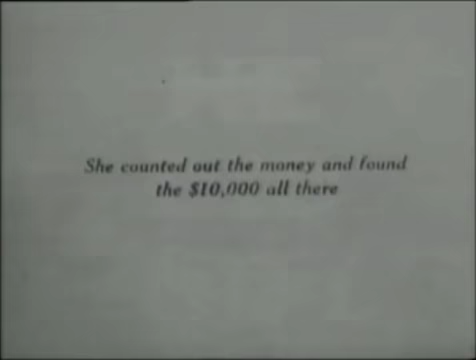 She counted out the money and found
the $10,000 all there